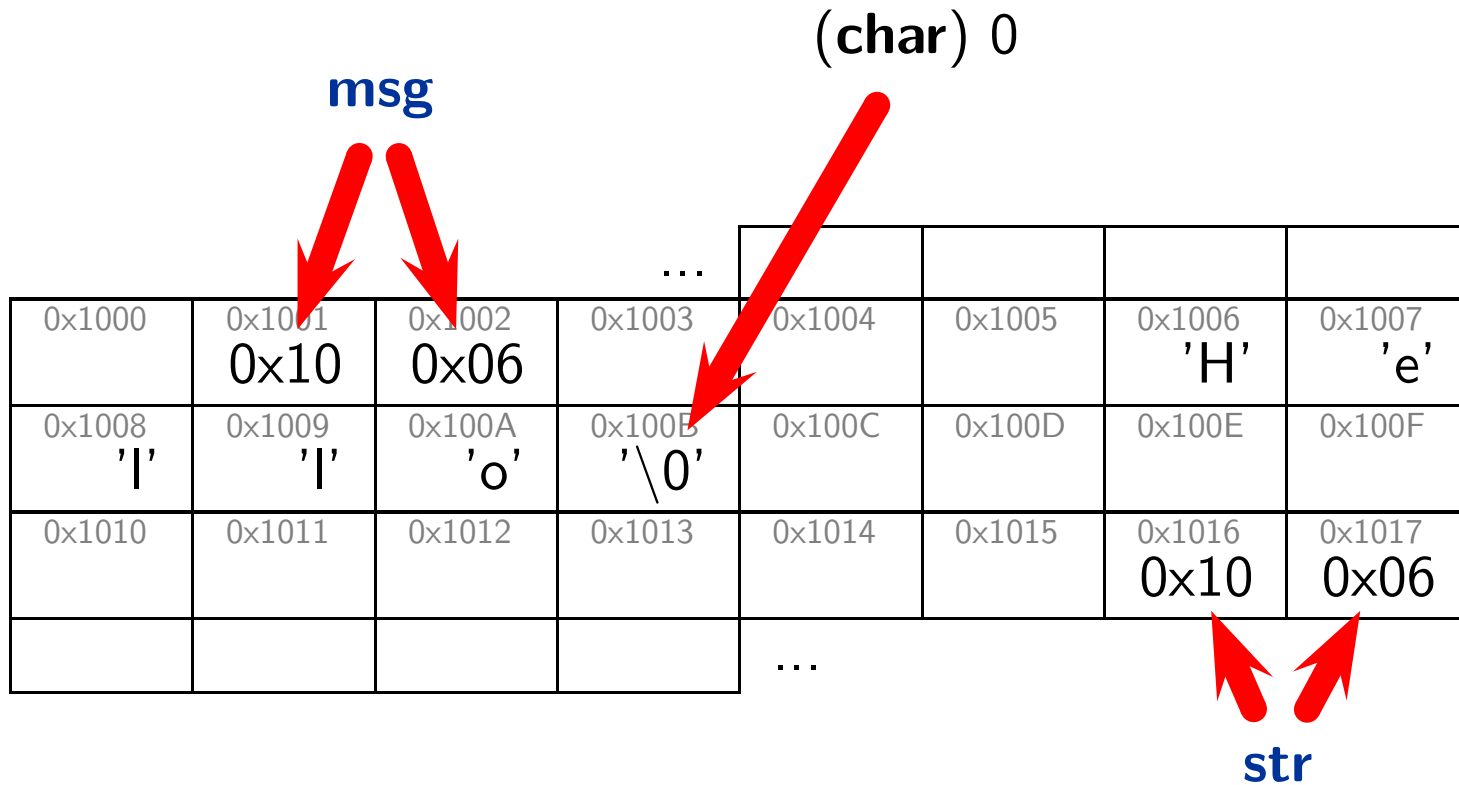 (char) 0
msg
...
0x1000 0x1001 0x1002 0x1003 0x1004 0x1005 0x1006 0x1007
0x10 0x06 'H' 'e'
0x1008 0x1009 0x100A 0x100B 0x100C 0x100D 0x100E 0x100F
'l' 'l' 'o' '\0'
0x1010 0x1011 0x1012 0x1013 0x1014 0x1015 0x1016 0x1017
0x10 0x06
...
str